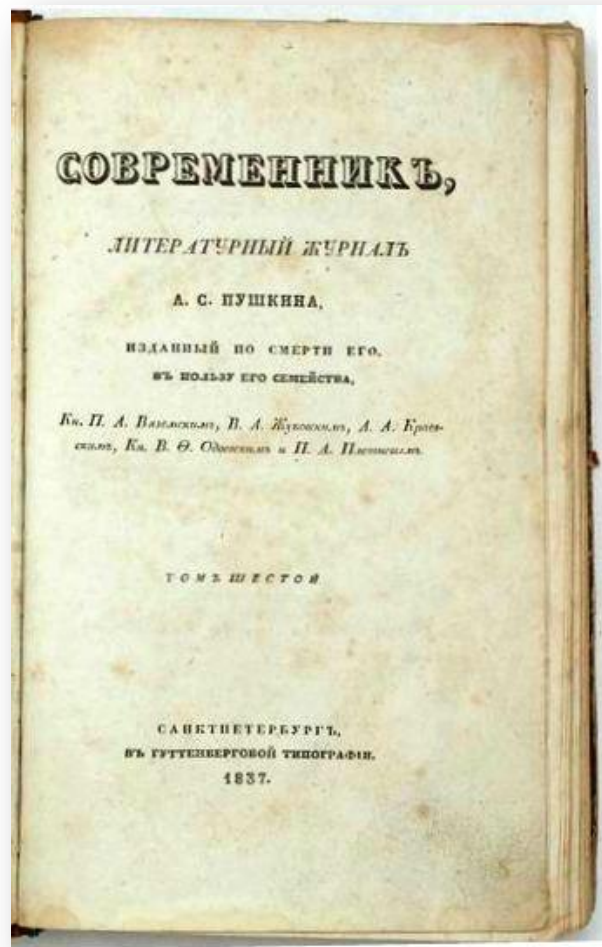 СОВРЕМЕННИКЪ,
ЛИТЕРАТУРНЫЙ ЖУРНАЛЪ
А. С. ПУШКИНА,
ИЗДАННЫЙ ПО СМЕРТИ ЕГО,
ВЪ ПОЛЬЗУ ЕГО СЕМЕЙСТВА,
Кн. П. А. Вяземскимъ, В. А. Жуковскимъ, А. А. Краев-
скимъ, Кн. В. Ѳ. Одоевскимъ и П. А. Плетневымъ
ТОМЪ ШЕСТОЙ
САНКТПЕТЕРБУРГЪ,
ВЪ ГУТТЕНБЕРГОВОЙ ТИПОГРАФІИ.
1837.